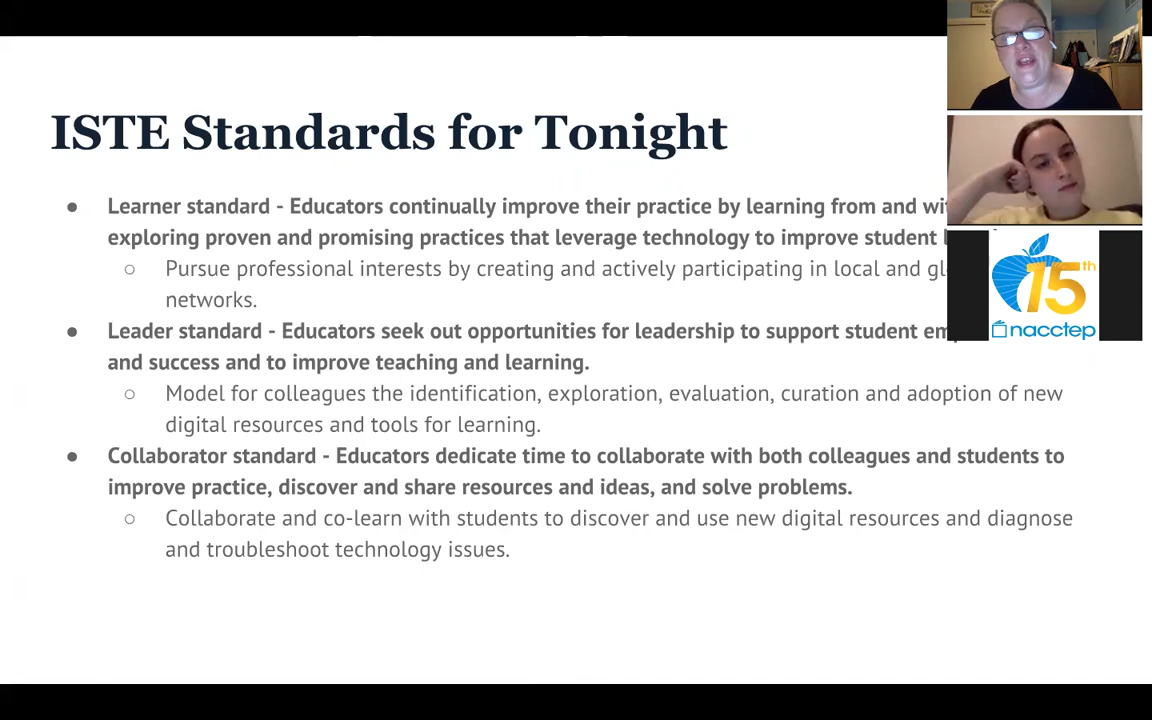 ISTE Standards for Tonight
● Learner standard - Educators continually improve their practice by learning from and
exploring proven and promising practices that leverage technology to improve student
○ Pursue professional interests by creating and actively participating in local and
networks.
● Leader standard - Educators seek out opportunities for leadership to support student
and success and to improve teaching and learning.
○ Model for colleagues the identification, exploration, evaluation, curation and adoption of new
digital resources and tools for learning.
● Collaborator standard - Educators dedicate time to collaborate with both colleagues and students to
improve practice, discover and share resources and ideas, and solve problems.
○ Collaborate and co-learn with students to discover and use new digital resources and diagnose
and troubleshoot technology issues.
15th
nacctep